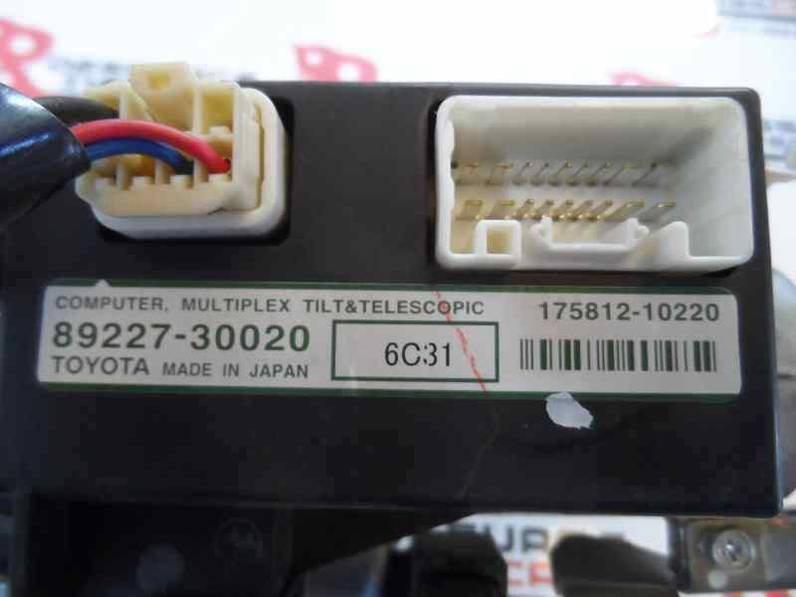 COMPUTER, MULTIPLEX TILT&TELESCOPIC 175812-10220
89227-30020
6C31
TOYOTA MADE IN JAPAN